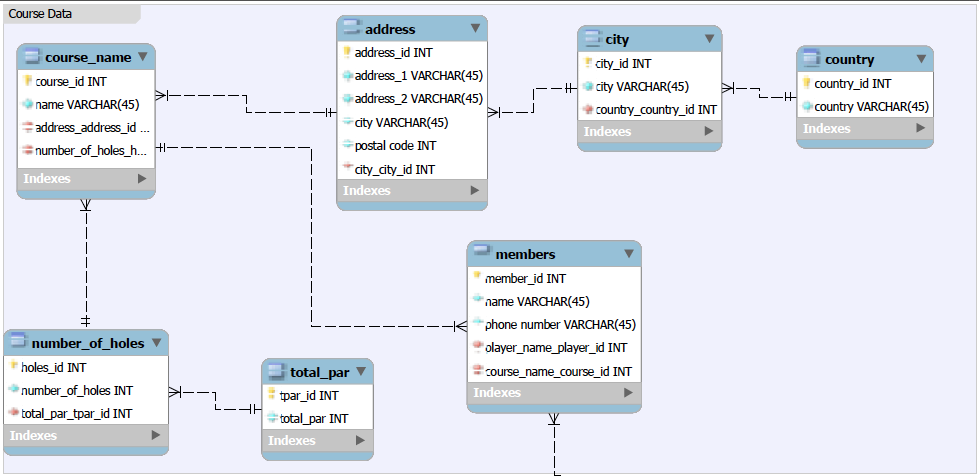 Course Data
course_name
course_id INT
name VARCHAR(45)
address_address_id ...
number_of_holes_h...
Indexes
address
address_id INT
address_1 VARCHAR(45)
address_2 VARCHAR(45)
city VARCHAR(45)
postal code INT
city_city_id INT
Indexes
city
city_id INT
city VARCHAR(45)
country_country_id INT
Indexes
country
country_id INT
country VARCHAR(45)
Indexes
members
member_id INT
name VARCHAR(45)
phone number VARCHAR(45)
player_name_player_id INT
course_name_course_id INT
Indexes
number_of_holes
holes_id INT
number_of_holes INT
total_par_tpar_id INT
Indexes
total_par
tpar_id INT
total_par INT
Indexes